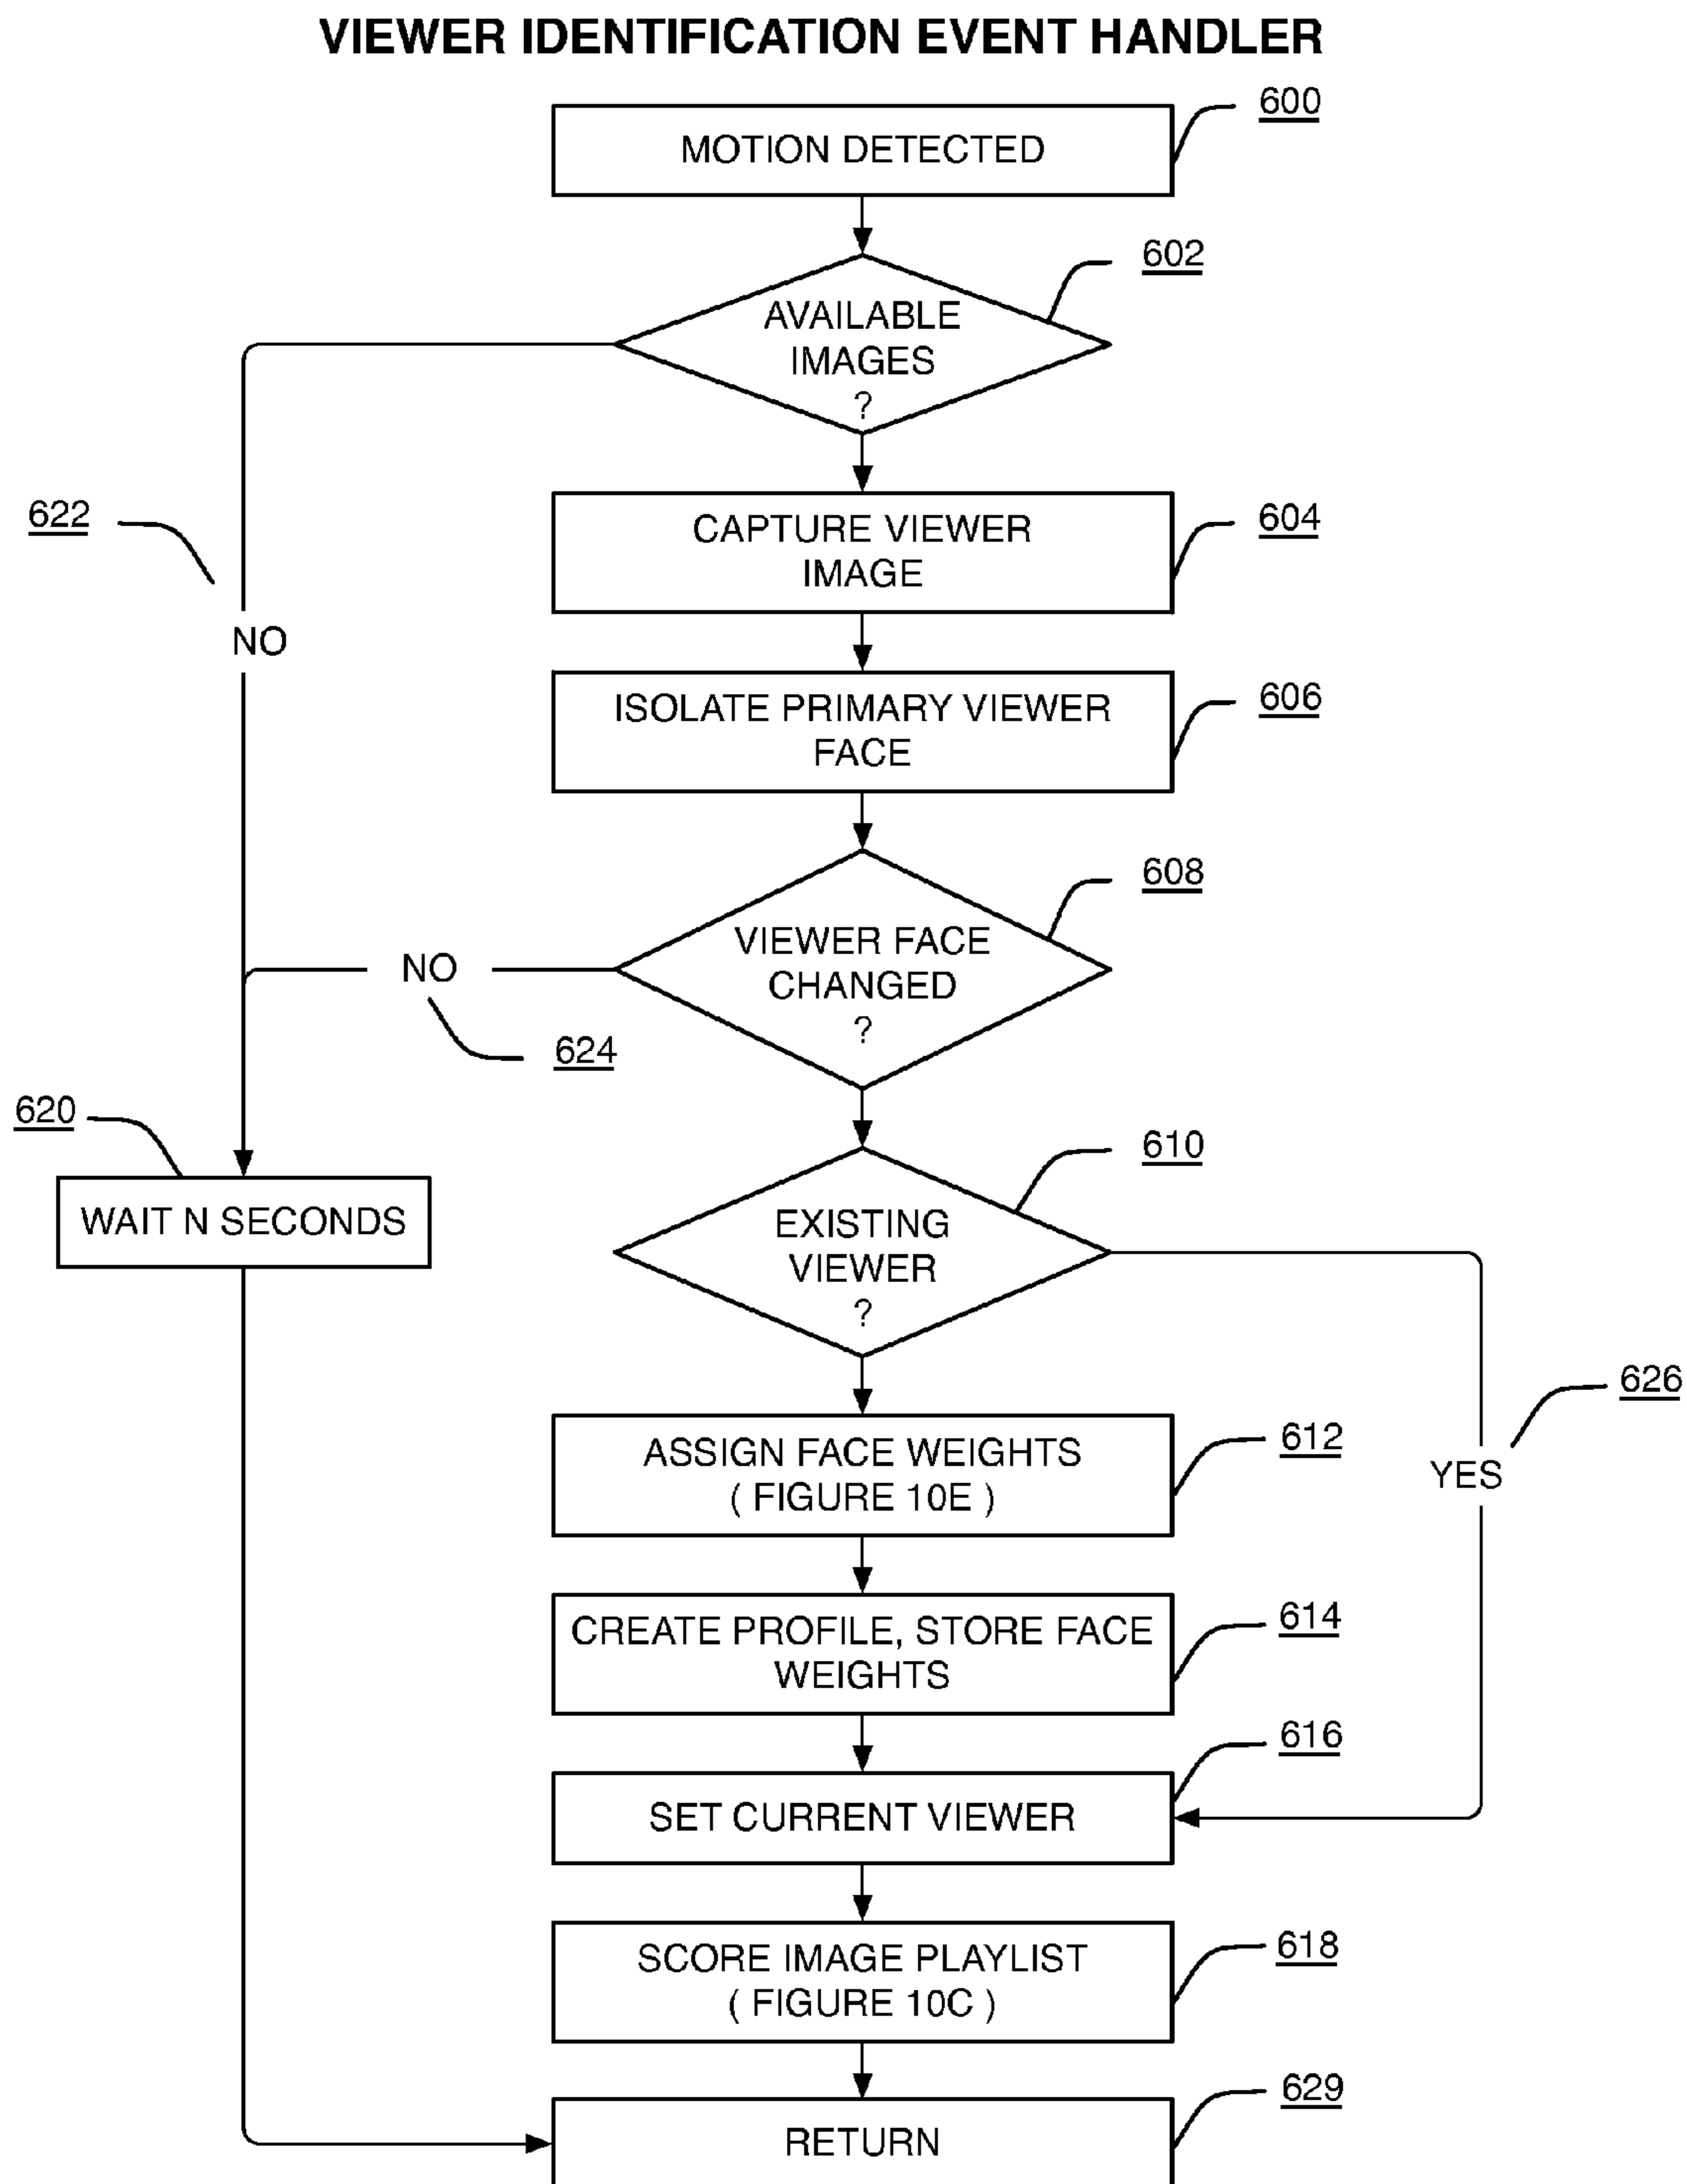 VIEWER IDENTIFICATION EVENT HANDLER
600
MOTION DETECTED
602
AVAILABLE
IMAGES
?
622
604
CAPTURE VIEWER
IMAGE
NO
606
ISOLATE PRIMARY VIEWER
FACE
608
VIEWER FACE
CHANGED
?
NO
624
620
610
WAIT N SECONDS
EXISTING
VIEWER
?
626
YES
612
ASSIGN FACE WEIGHTS
( FIGURE 10E )
614
CREATE PROFILE, STORE FACE
WEIGHTS
616
SET CURRENT VIEWER
618
SCORE IMAGE PLAYLIST
( FIGURE 10C )
629
RETURN